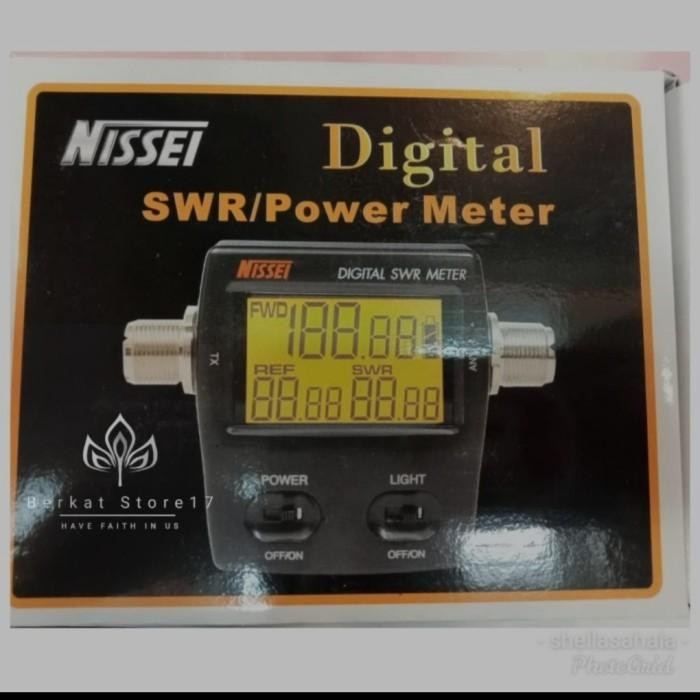 NISSEI
Digital
SWR/Power Meter
NISSEI DIGITAL SWR METER
FWD 188.88
TX
ANT
REF SWR
88.88 88.88
POWER LIGHT
OFF/ON OFF/ON
Berkat Store17
HAVE FAITH IN US
- shellasahala -
PhotoGrid